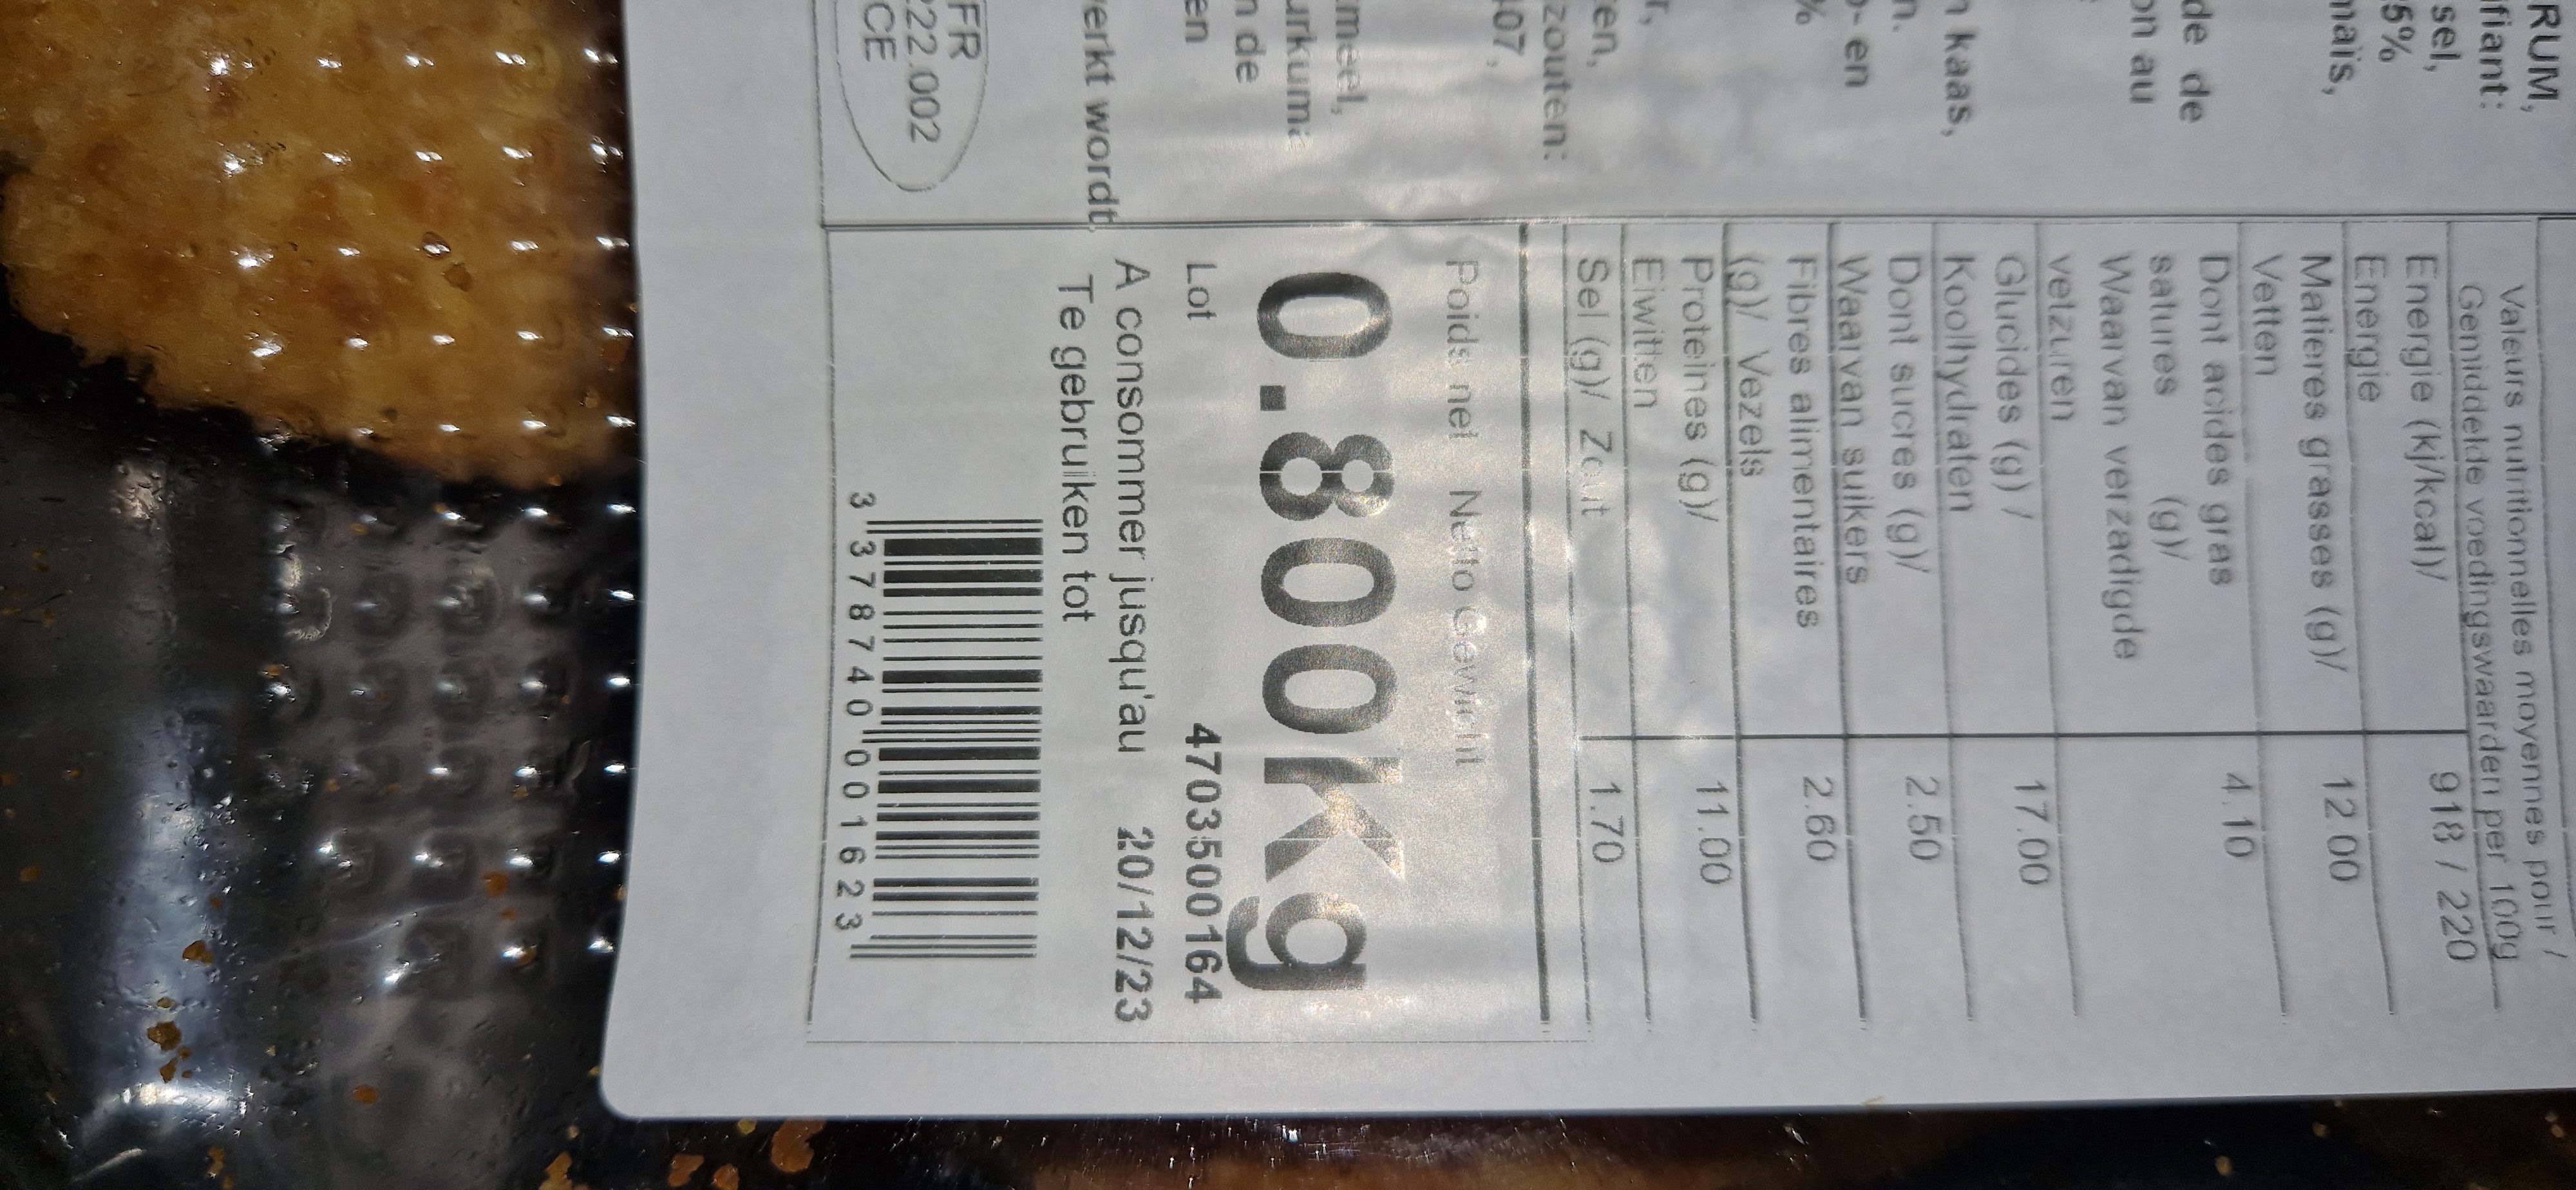 RUM,
ifiant:
sel,
5%
maïs,
de de
on au
n kaas,
n.
- en
%
zouten:
407,
en,
r,
meel,
urkuma
n de
en
verkt wordt
FR
222.002
CE
Valeurs nutritionnelles moyennes pour /
Gemiddelde voedingswaarden per 100g
Energie (kj/kcal)/ 918 / 220
Energie
Matieres grasses (g)/ 12.00
Vetten
Dont acides gras 4.10
satures (g)/
Waarvan verzadigde
vetzuren
Glucides (g) / 17.00
Koolhydraten
Dont sucres (g)/ 2.50
Waarvan suikers
Fibres alimentaires 2.60
(g)/ Vezels
Proteines (g)/ 11.00
Eiwitten
Sel (g)/ Zout 1.70
Poids net Netto Gewicht
0.800Kg
Lot 4703500164
A consommer jusqu'au 20/12/23
Te gebruiken tot
3 378740 001623